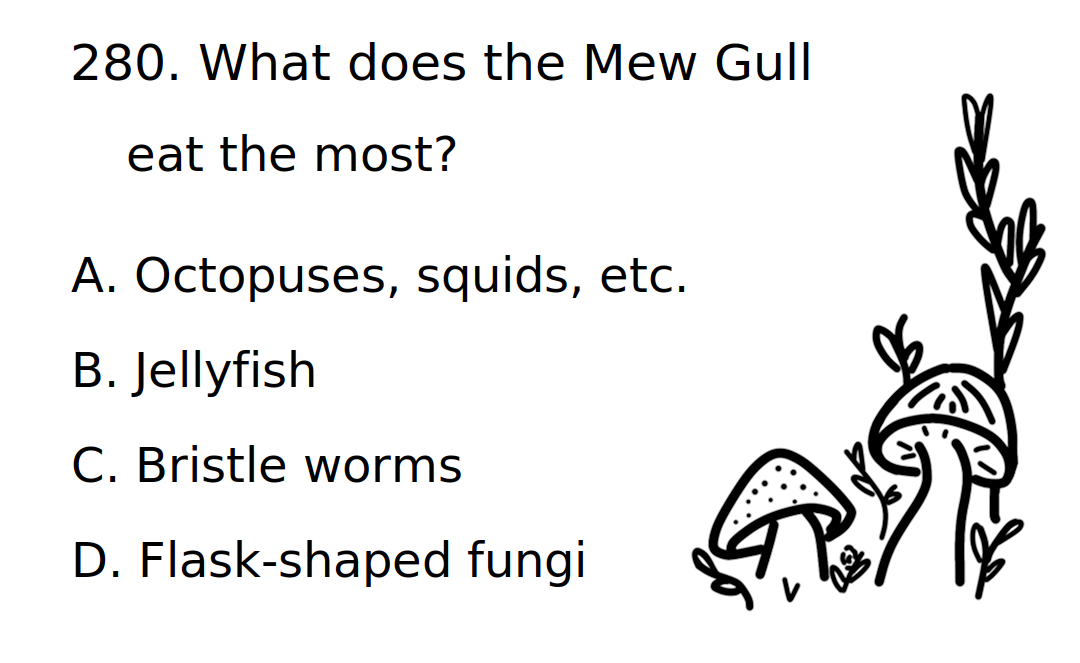 280. What does the Mew Gull
eat the most?
A. Octopuses, squids, etc.
B. Jellyfish
C. Bristle worms
D. Flask-shaped fungi